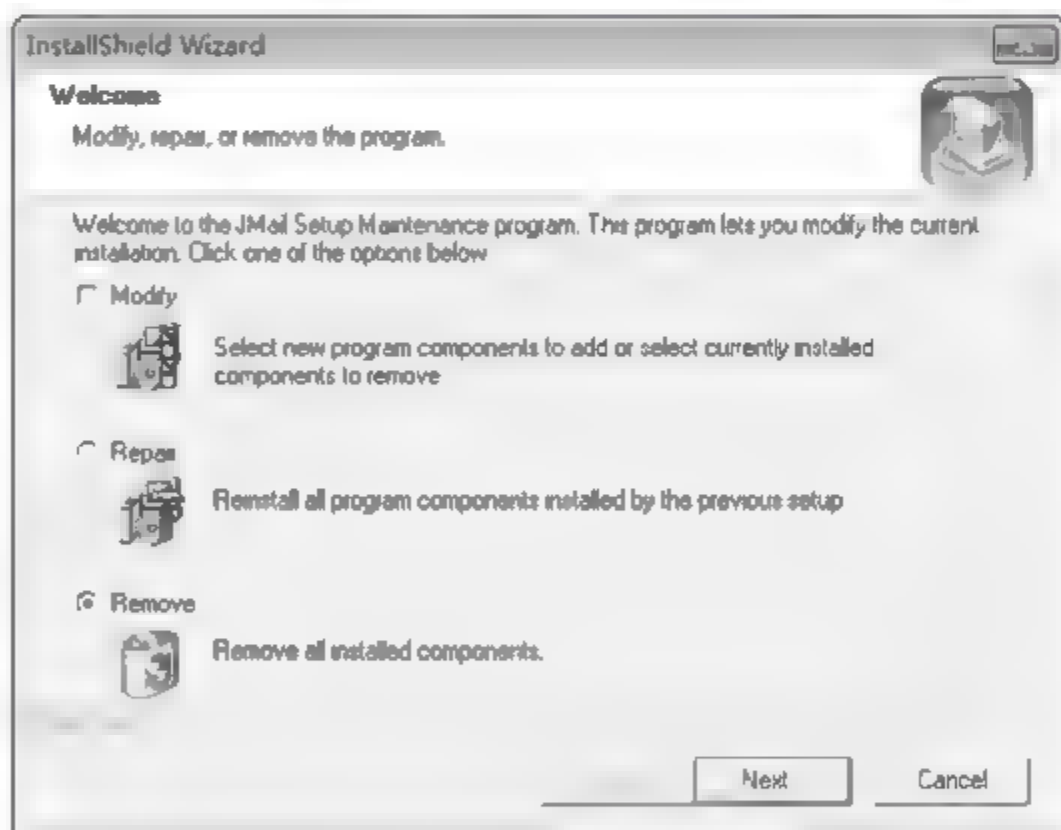 InstallShield Wizard
Welcome
Modify, repair, or remove the program.
Welcome to the JMail Setup Maintenance program. This program lets you modify the current
installation. Click one of the options below
Modify
Select new program components to add or select currently installed
components to remove
Repair
Reinstall all program components installed by the previous setup
Remove
Remove all installed components.
Next
Cancel